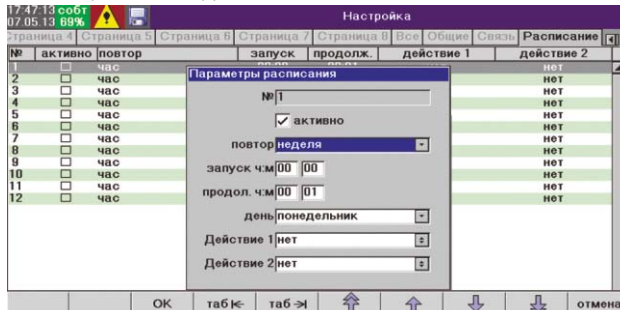 17:47 собт
07.05.13 69%
Настройка
Страница 4 Страница 5 Страница 6 Страница 7 Страница 8 Все Общие Связь Расписание
№ активно повтор запуск продолж. действие 1 действие 2
1 час нет
2 час нет
3 час нет
4 час нет
5 час нет
6 час нет
7 час нет
8 час нет
9 час нет
10 час нет
11 час нет
12 час нет
Параметры расписания
№ 1
активно
повтор неделя
запуск ч:м 00 00
продол. ч:м 00 01
день понедельник
Действие 1 нет
Действие 2 нет
OK таб таб отмена